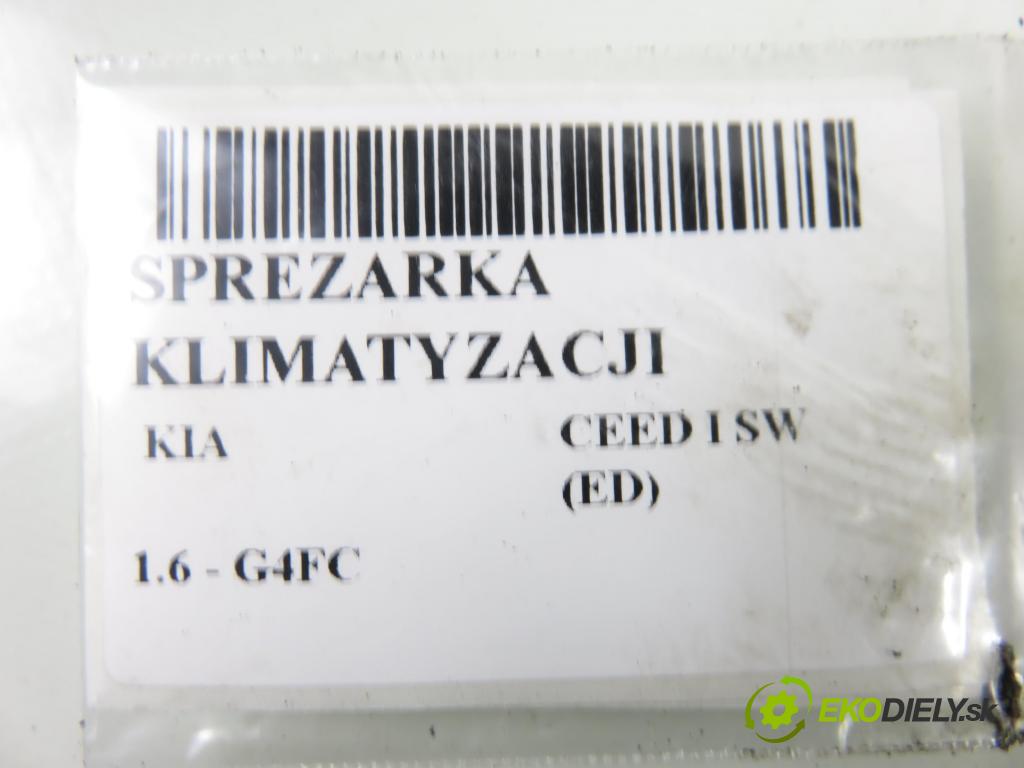 SPREZARKA
KLIMATYZACJI
KIA CEED I SW
(ED)
1.6 - G4FC
EKODIELY.sk